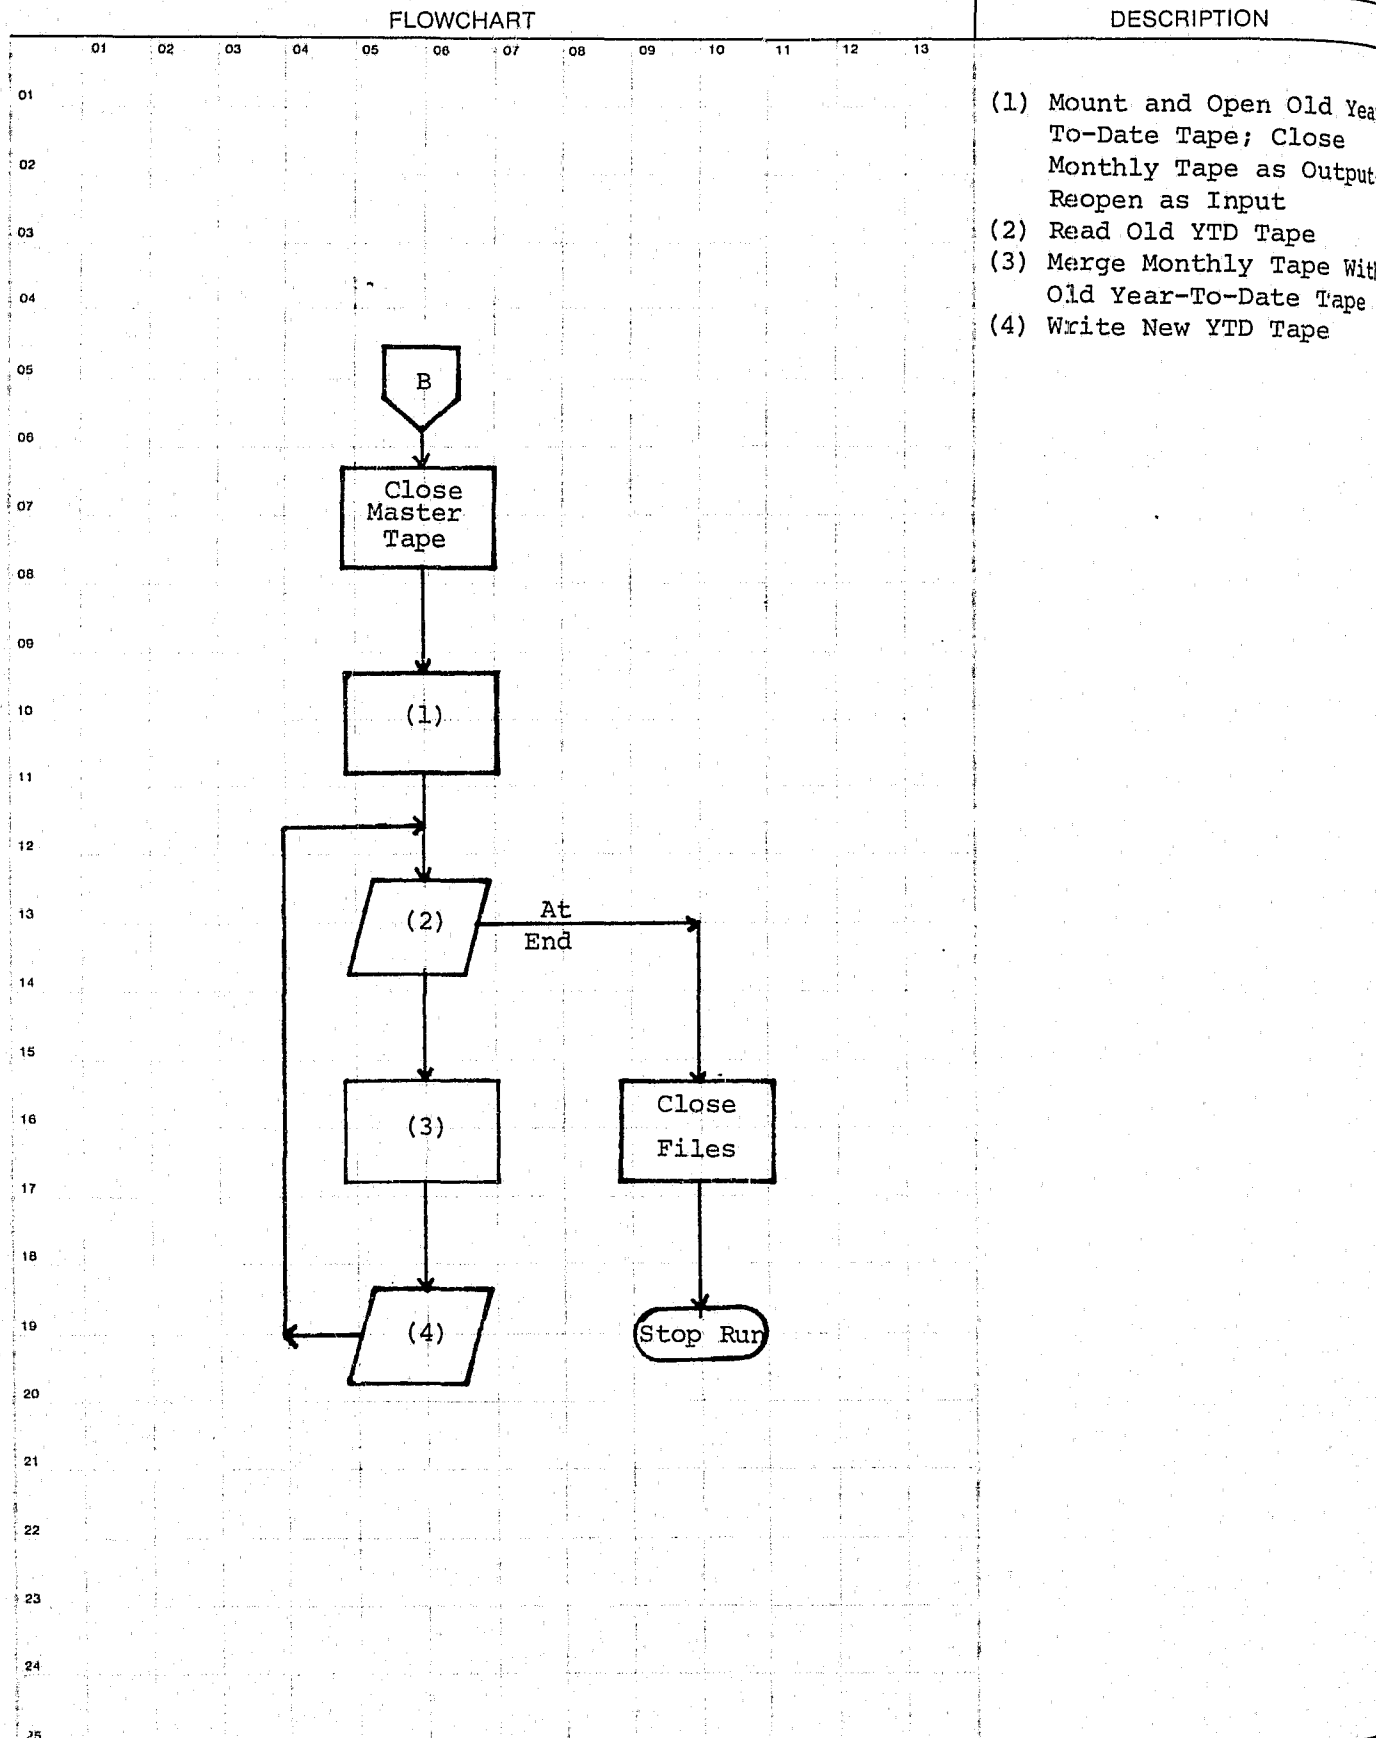 FLOWCHART
DESCRIPTION
01 02 03 04 05 06 07 08 09 10 11 12 13
01
02
03
04
05
06
07
08
09
10
11
12
13
14
15
16
17
18
19
20
21
22
23
24
25
(1) Mount and Open Old Yea
To-Date Tape; Close
Monthly Tape as Output
Reopen as Input
(2) Read Old YTD Tape
(3) Merge Monthly Tape With
Old Year-To-Date Tape
(4) Write New YTD Tape
B
Close
Master
Tape
(1)
(2)
At
End
(3)
Close
Files
(4)
Stop Run